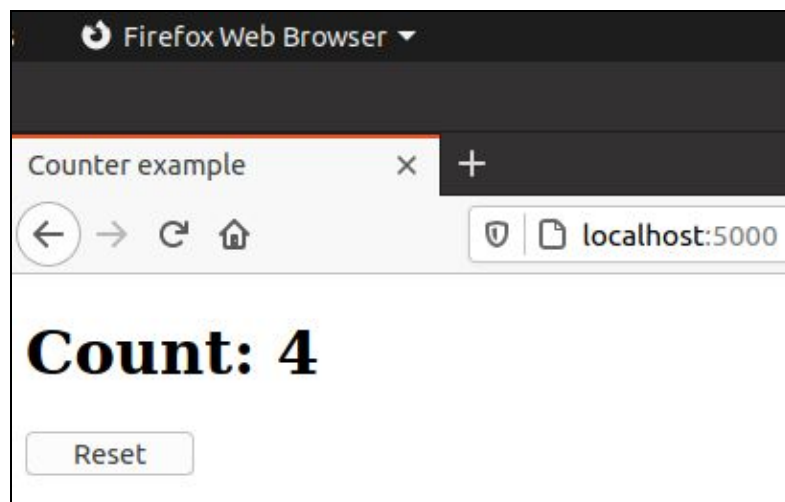 Firefox Web Browser
Counter example
localhost:5000
Count: 4
Reset